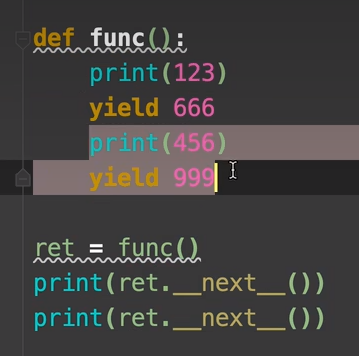 def func():
    print(123)
    yield 666
    print(456)
    yield 999
ret = func()
print(ret.__next__())
print(ret.__next__())